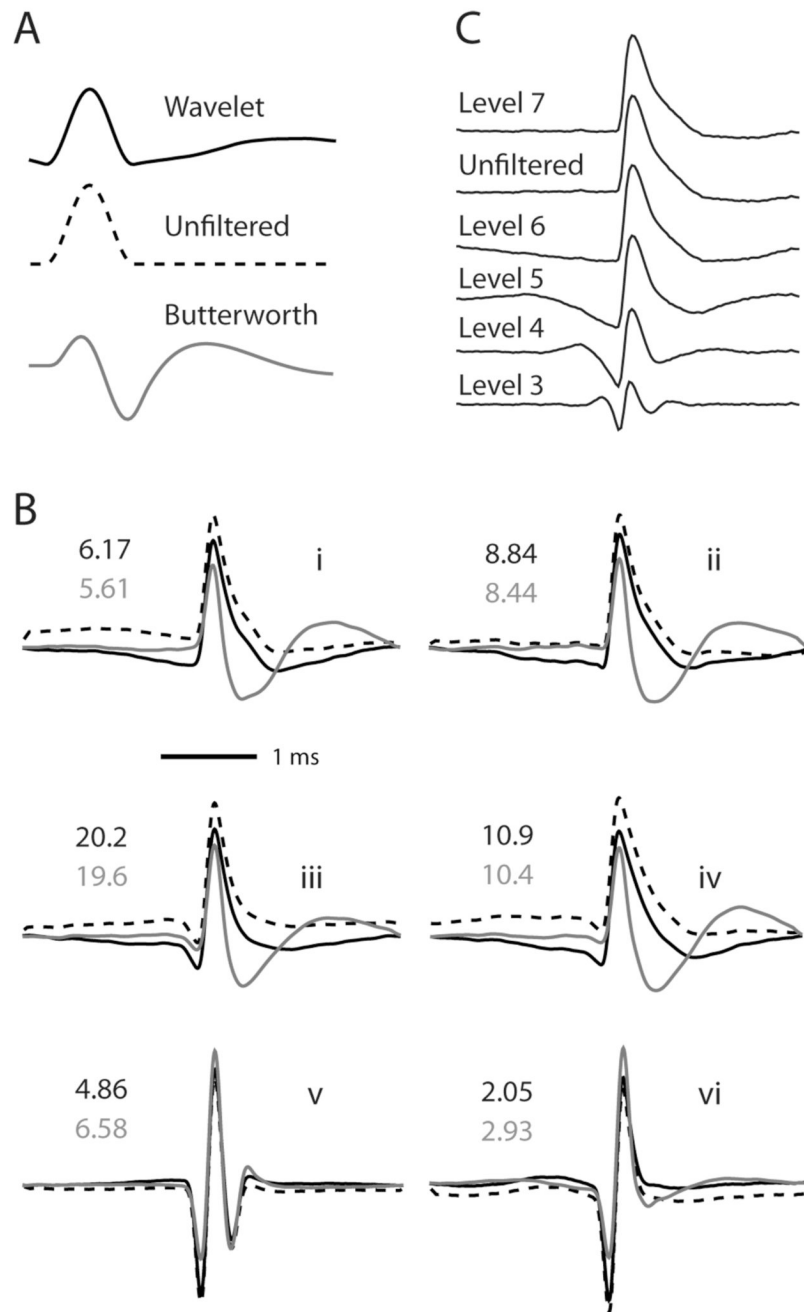 A
Wavelet
Unfiltered
Butterworth
C
Level 7
Unfiltered
Level 6
Level 5
Level 4
Level 3
B
6.17
5.61
i
8.84
8.44
ii
1 ms
20.2
19.6
iii
10.9
10.4
iv
4.86
6.58
v
2.05
2.93
vi